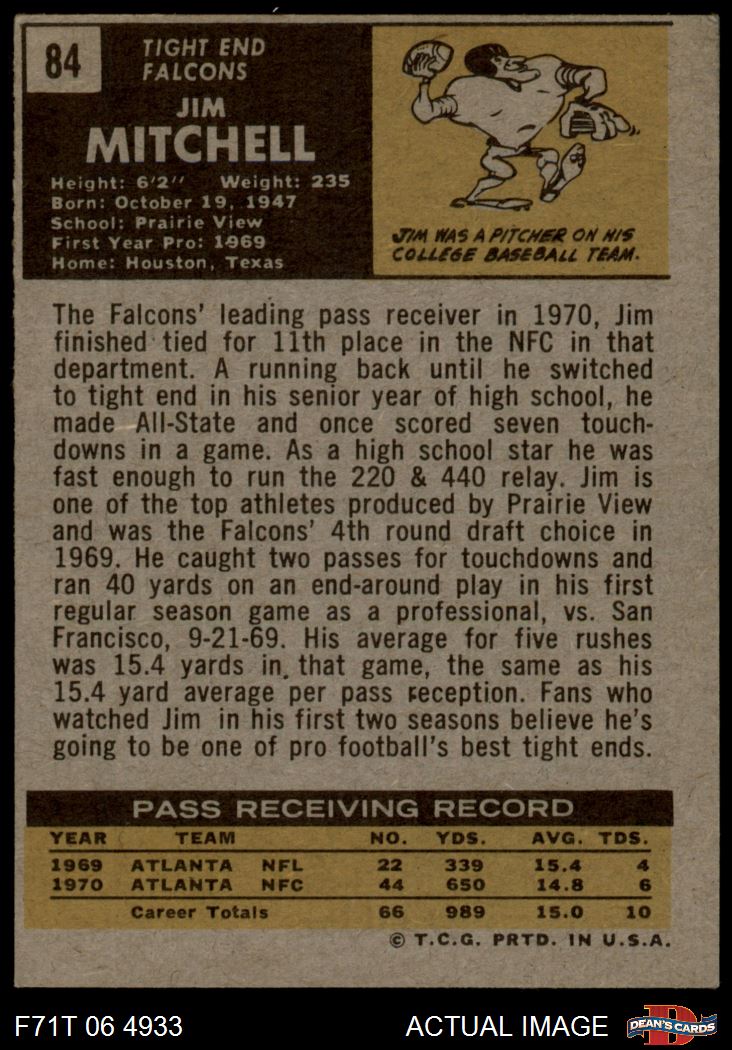 84
TIGHT END
FALCONS
JIM
MITCHELL
Height: 6'2" Weight: 235
Born: October 19, 1947
School: Prairie View
First Year Pro: 1969
Home: Houston, Texas
JIM WAS A PITCHER ON HIS
COLLEGE BASEBALL TEAM.
The Falcons' leading pass receiver in 1970, Jim
finished tied for 11th place in the NFC in that
department. A running back until he switched
to tight end in his senior year of high school, he
made All-State and once scored seven touch-
downs in a game. As a high school star he was
fast enough to run the 220 & 440 relay. Jim is
one of the top athletes produced by Prairie View
and was the Falcons' 4th round draft choice in
1969. He caught two passes for touchdowns and
ran 40 yards on an end-around play in his first
regular season game as a professional, vs. San
Francisco, 9-21-69. His average for five rushes
was 15.4 yards in that game, the same as his
15.4 yard average per pass reception. Fans who
watched Jim in his first two seasons believe he's
going to be one of pro football's best tight ends.
PASS RECEIVING RECORD
YEAR TEAM NO. YDS. AVG. TDS.
1969 ATLANTA NFL 22 339 15.4 4
1970 ATLANTA NFC 44 650 14.8 6
Career Totals 66 989 15.0 10
© T.C.G. PRTD. IN U.S.A.
F71T 06 4933 ACTUAL IMAGE D DEAN'S CARDS